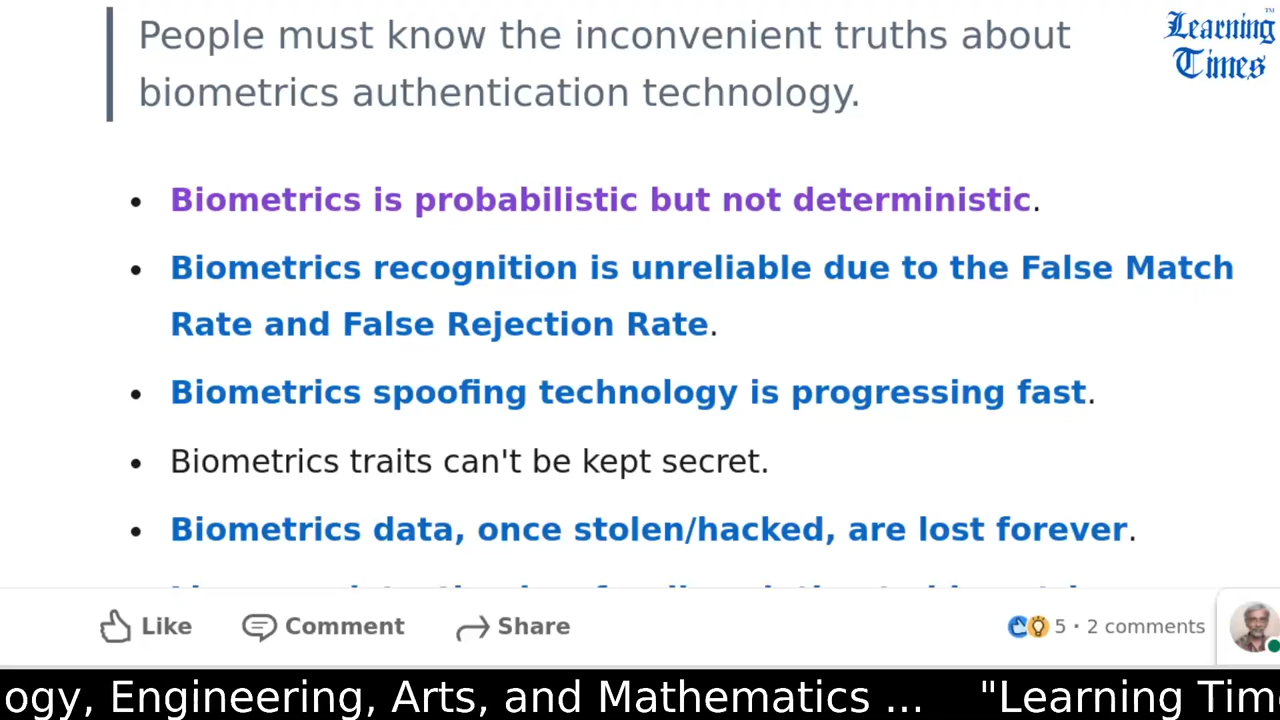 Learning
Times
TM
People must know the inconvenient truths about
biometrics authentication technology.
• Biometrics is probabilistic but not deterministic.
• Biometrics recognition is unreliable due to the False Match
Rate and False Rejection Rate.
• Biometrics spoofing technology is progressing fast.
• Biometrics traits can't be kept secret.
• Biometrics data, once stolen/hacked, are lost forever.
Like Comment Share 5 · 2 comments
ogy, Engineering, Arts, and Mathematics ... "Learning Tim